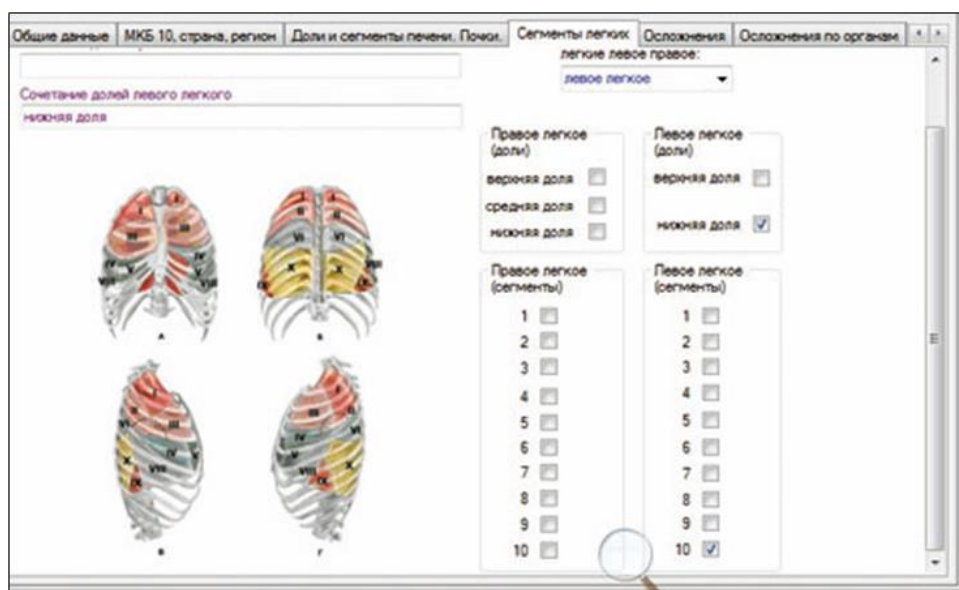 Общие данные МКБ 10, страна, регион Доли и сегменты печени. Почки. Сегменты легких Осложнения Осложнения по органам
легкие левое правое:
левое легкое
Сочетание долей левого легкого
нижняя доля
Правое легкое (доли)
верхняя доля
средняя доля
нижняя доля
Левое легкое (доли)
верхняя доля
нижняя доля
Правое легкое (сегменты)
1
2
3
4
5
6
7
8
9
10
Левое легкое (сегменты)
1
2
3
4
5
6
7
8
9
10
А
Б
В
Г